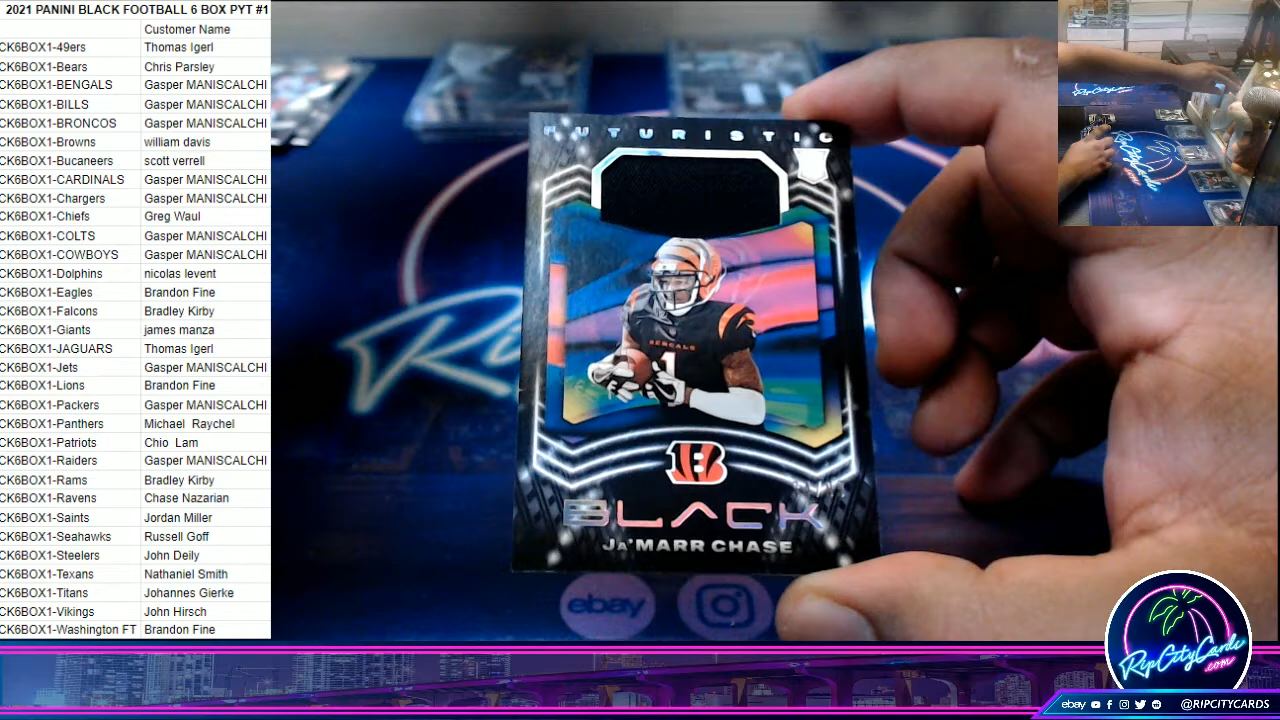 2021 PANINI BLACK FOOTBALL 6 BOX PYT #1
Customer Name
CK6BOX1-49ers Thomas Igerl
CK6BOX1-Bears Chris Parsley
CK6BOX1-BENGALS Gasper MANISCALCHI
CK6BOX1-BILLS Gasper MANISCALCHI
CK6BOX1-BRONCOS Gasper MANISCALCHI
CK6BOX1-Browns william davis
CK6BOX1-Bucaneers scott verrell
CK6BOX1-CARDINALS Gasper MANISCALCHI
CK6BOX1-Chargers Gasper MANISCALCHI
CK6BOX1-Chiefs Greg Waul
CK6BOX1-COLTS Gasper MANISCALCHI
CK6BOX1-COWBOYS Gasper MANISCALCHI
CK6BOX1-Dolphins nicolas levent
CK6BOX1-Eagles Brandon Fine
CK6BOX1-Falcons Bradley Kirby
CK6BOX1-Giants james manza
CK6BOX1-JAGUARS Thomas Igerl
CK6BOX1-Jets Gasper MANISCALCHI
CK6BOX1-Lions Brandon Fine
CK6BOX1-Packers Gasper MANISCALCHI
CK6BOX1-Panthers Michael Raychel
CK6BOX1-Patriots Chio Lam
CK6BOX1-Raiders Gasper MANISCALCHI
CK6BOX1-Rams Bradley Kirby
CK6BOX1-Ravens Chase Nazarian
CK6BOX1-Saints Jordan Miller
CK6BOX1-Seahawks Russell Goff
CK6BOX1-Steelers John Deily
CK6BOX1-Texans Nathaniel Smith
CK6BOX1-Titans Johannes Gierke
CK6BOX1-Vikings John Hirsch
CK6BOX1-Washington FT Brandon Fine
FUTURISTIC
BENGALS
1
B
BLACK
JA'MARR CHASE
Ri
ebay
RipCityCards
.com
RipCityCards
.com
ebay @RIPCITYCARDS